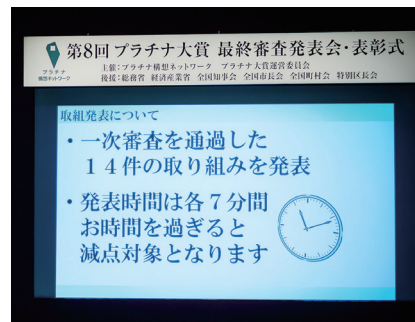 第8回 プラチナ大賞 最終審査発表会・表彰式
主催：プラチナ構想ネットワーク　プラチナ大賞運営委員会
後援：総務省　経済産業省　全国知事会　全国市長会　全国町村会　特別区長会
プラチナ
構想ネットワーク
取組発表について
・一次審査を通過した
１４件の取り組みを発表
・発表時間は各７分間
お時間を過ぎると
減点対象となります